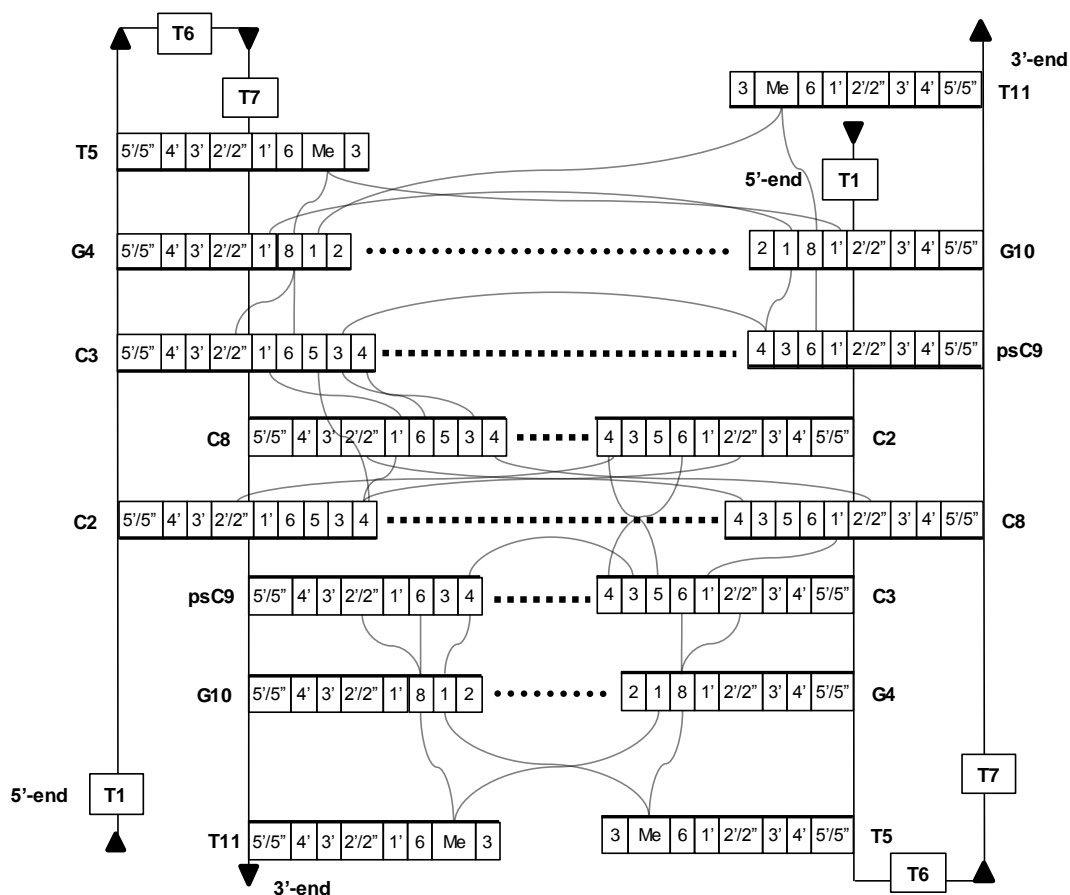 T6
3'-end
T7
3 Me 6 1' 2'/2" 3' 4' 5'/5" T11
T5 5'/5" 4' 3' 2'/2" 1' 6 Me 3
5'-end T1
G4 5'/5" 4' 3' 2'/2" 1' 8 1 2
2 1 8 1' 2'/2" 3' 4' 5'/5" G10
C3 5'/5" 4' 3' 2'/2" 1' 6 5 3 4
4 3 6 1' 2'/2" 3' 4' 5'/5" psC9
C8 5'/5" 4' 3' 2'/2" 1' 6 5 3 4
4 3 5 6 1' 2'/2" 3' 4' 5'/5" C2
C2 5'/5" 4' 3' 2'/2" 1' 6 5 3 4
4 3 5 6 1' 2'/2" 3' 4' 5'/5" C8
psC9 5'/5" 4' 3' 2'/2" 1' 6 3 4
4 3 5 6 1' 2'/2" 3' 4' 5'/5" C3
G10 5'/5" 4' 3' 2'/2" 1' 8 1 2
2 1 8 1' 2'/2" 3' 4' 5'/5" G4
5'-end T1
T7
T11 5'/5" 4' 3' 2'/2" 1' 6 Me 3
3 Me 6 1' 2'/2" 3' 4' 5'/5" T5
T6
3'-end